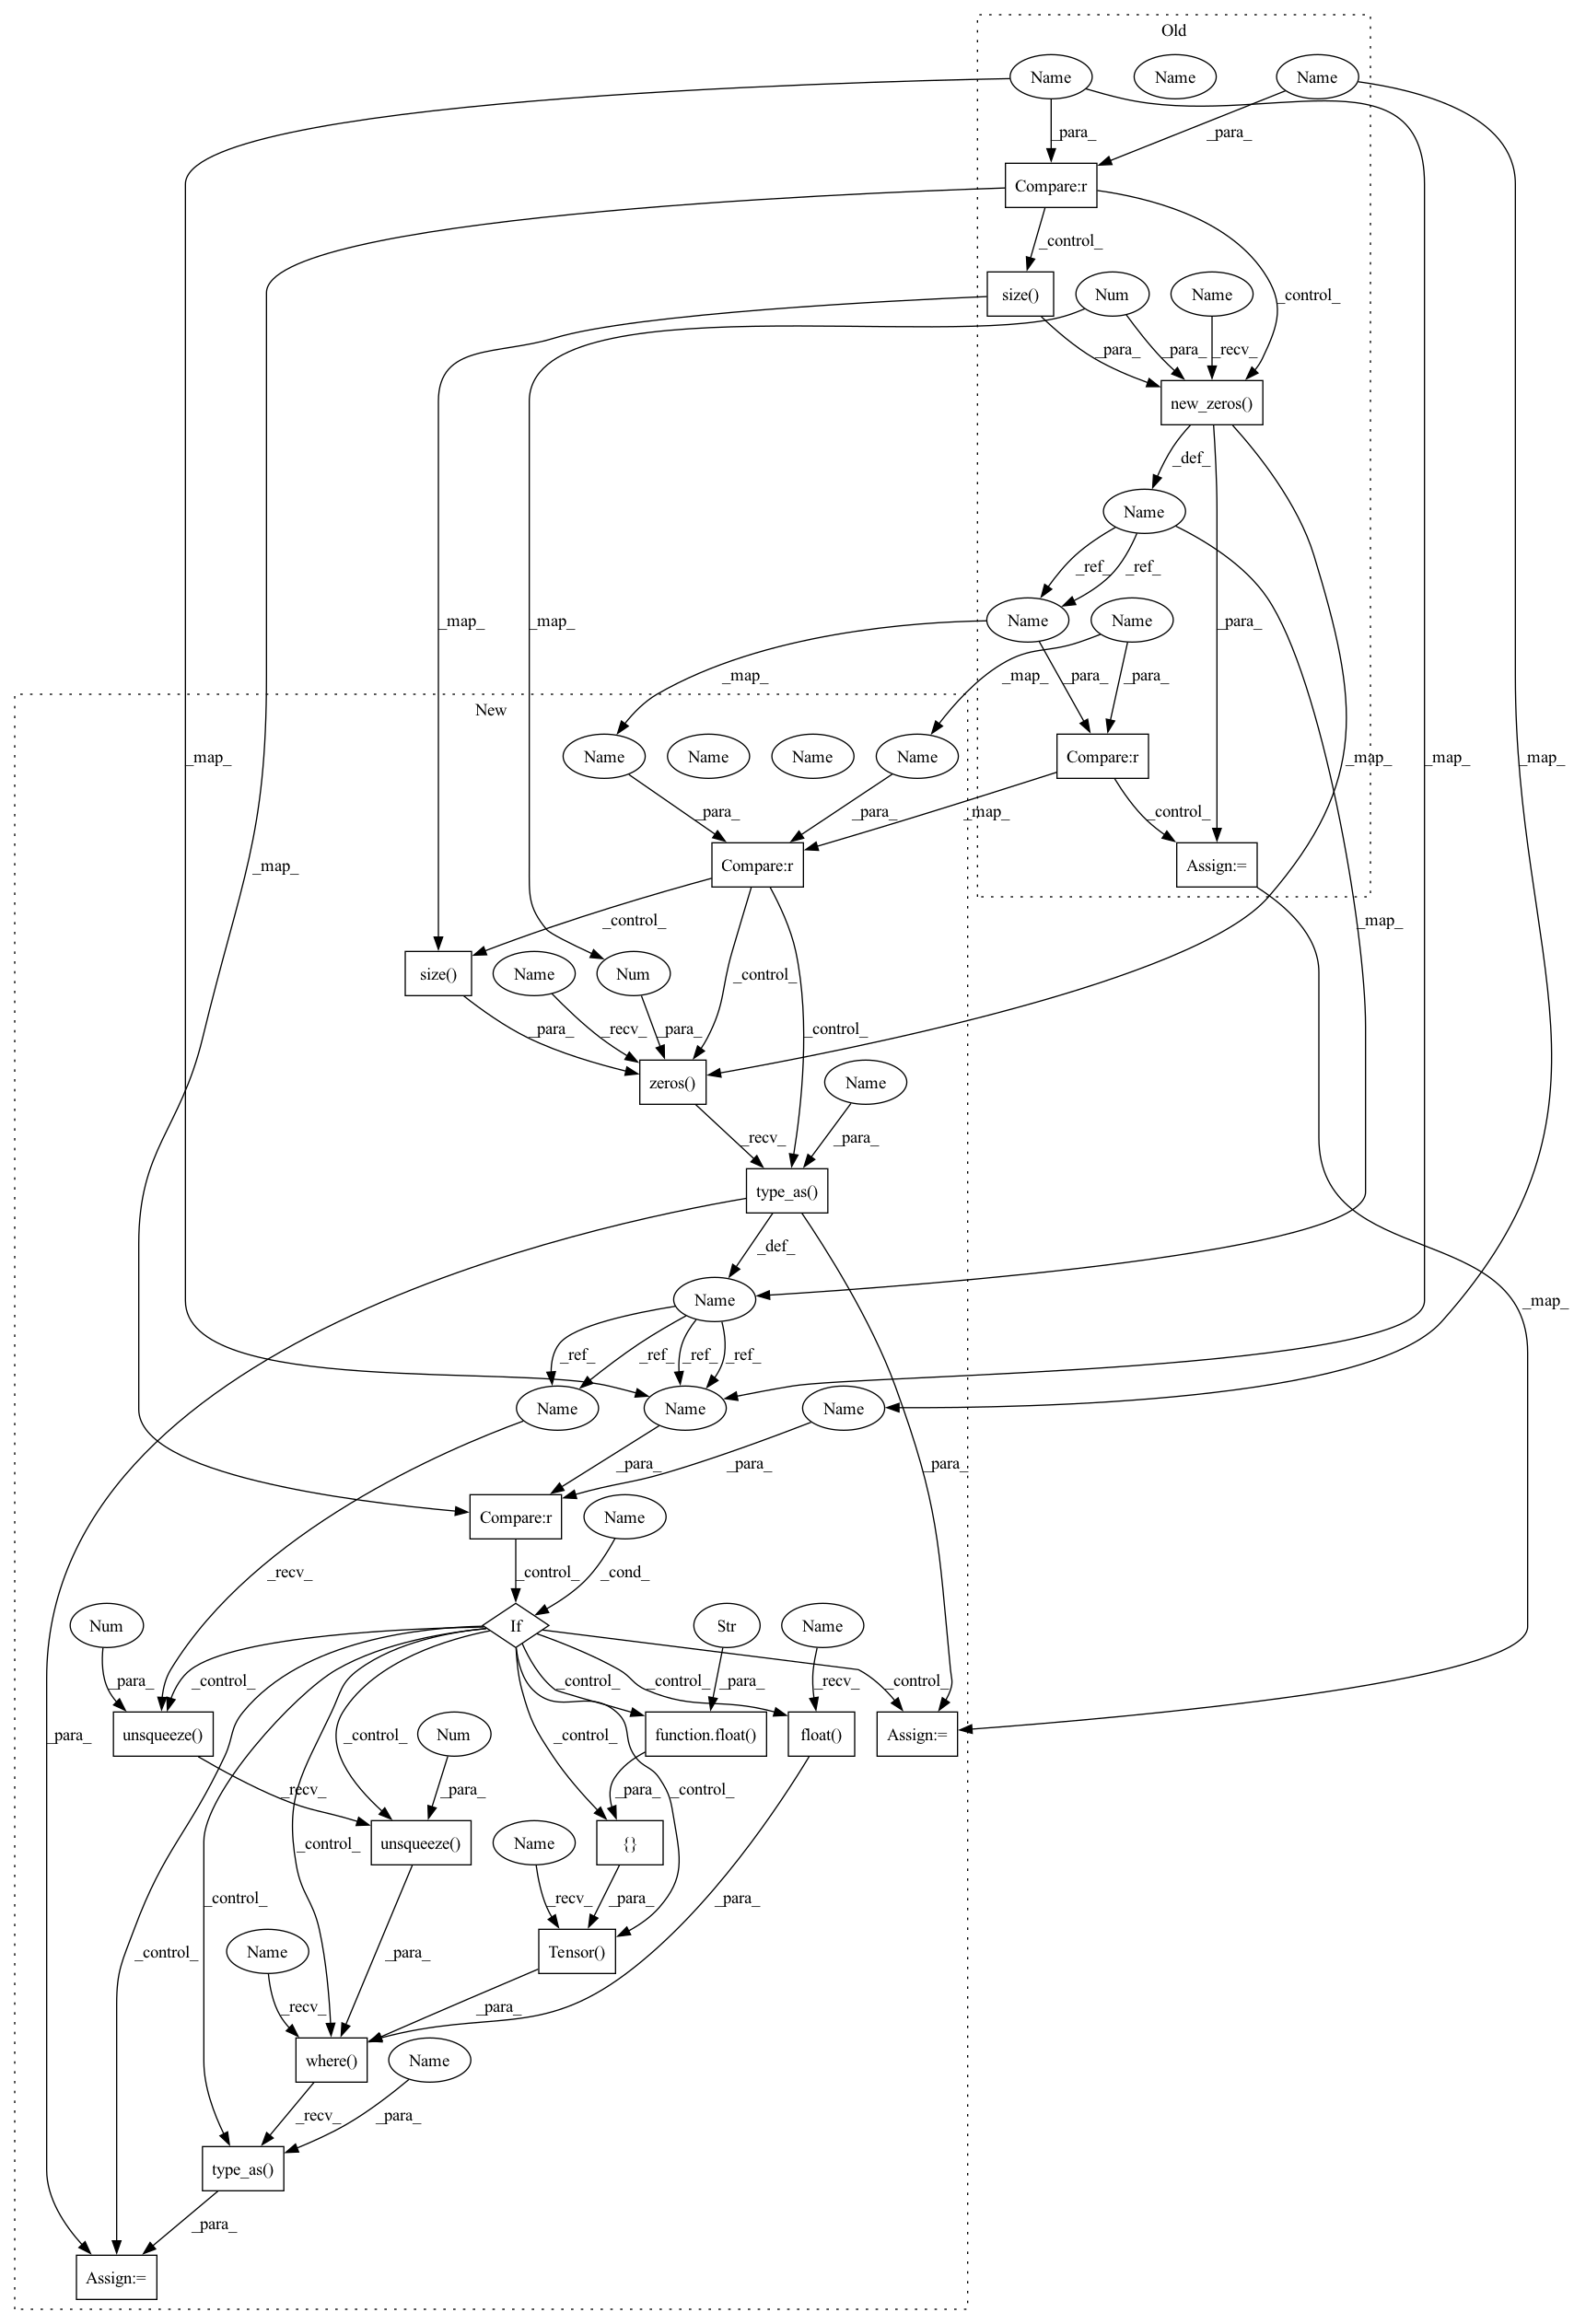 Old
Name
Name
Name
_para_
_para_
Compare:r
_control_
size()
Num
Name
_control_
_para_
_para_
_recv_
new_zeros()
_def_
Name
_ref_
_ref_
_map_
_map_
Name
Name
_para_
_map_
_map_
_para_
_para_
New
Name
Name
Name
Name
Compare:r
_map_
_map_
_map_
_map_
_para_
_para_
_map_
_control_
Compare:r
Assign:=
_map_
_control_
_map_
size()
Name
Num
_control_
_control_
_para_
_recv_
_para_
zeros()
Name
_recv_
_para_
type_as()
_def_
Name
_map_
_ref_
_ref_
_ref_
_ref_
Name
Name
Name
_para_
_para_
_para_
Compare:r
Name
_recv_
_control_
_cond_
Num
If
Str
Name
_para_
_control_
_control_
_para_
_control_
_recv_
_control_
unsqueeze()
Num
function.float()
float()
Assign:=
_para_
_control_
_control_
_recv_
_para_
_para_
_control_
unsqueeze()
Name
{}
_control_
_control_
_recv_
_para_
_para_
Name
_para_
Tensor()
_control_
_recv_
_para_
where()
Name
_recv_
_para_
type_as()
_para_
Assign:=